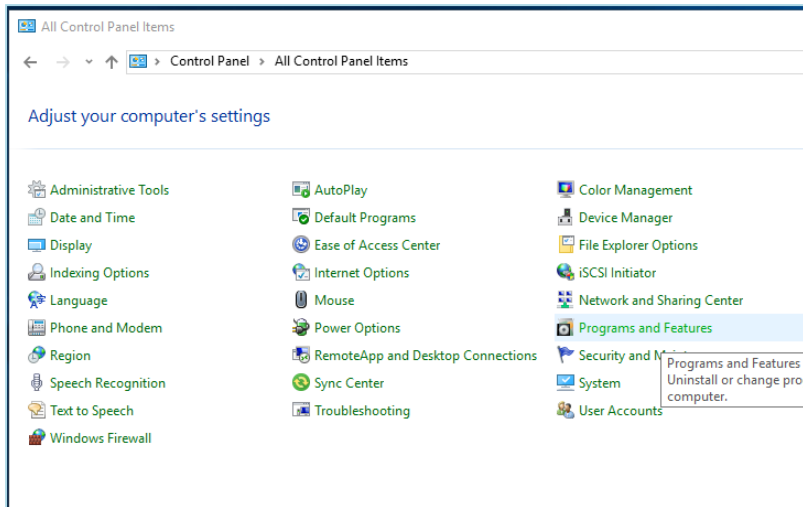 All Control Panel Items
Control Panel > All Control Panel Items
Adjust your computer's settings
Administrative Tools AutoPlay Color Management
Date and Time Default Programs Device Manager
Display Ease of Access Center File Explorer Options
Indexing Options Internet Options iSCSI Initiator
Language Mouse Network and Sharing Center
Phone and Modem Power Options Programs and Features
Region RemoteApp and Desktop Connections Security and
Programs and Features
Speech Recognition Sync Center System
Uninstall or change pro
computer.
Text to Speech Troubleshooting User Accounts
Windows Firewall